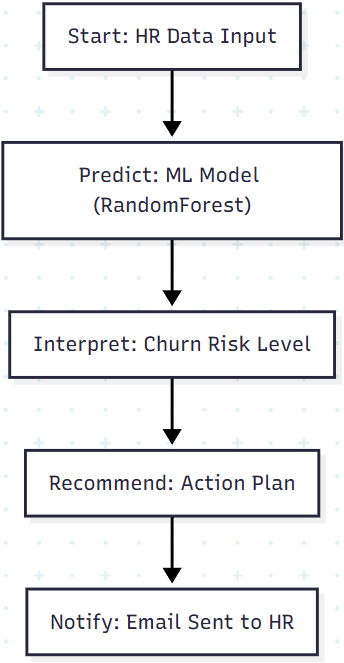 Start: HR Data Input
Predict: ML Model
(RandomForest)
Interpret: Churn Risk Level
Recommend: Action Plan
Notify: Email Sent to HR